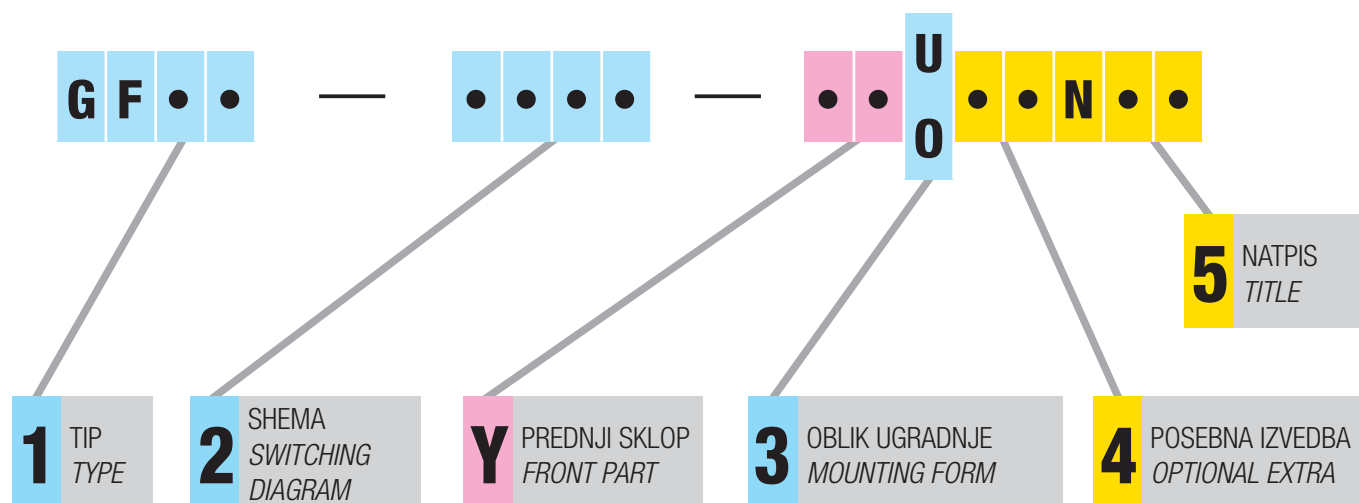 G F • • — • • • • — • • U • • N • •
O
5 NATPIS
TITLE
1 TIP
TYPE
2 SHEMA
SWITCHING
DIAGRAM
Y PREDNJI SKLOP
FRONT PART
3 OBLIK UGRADNJE
MOUNTING FORM
4 POSEBNA IZVEDBA
OPTIONAL EXTRA